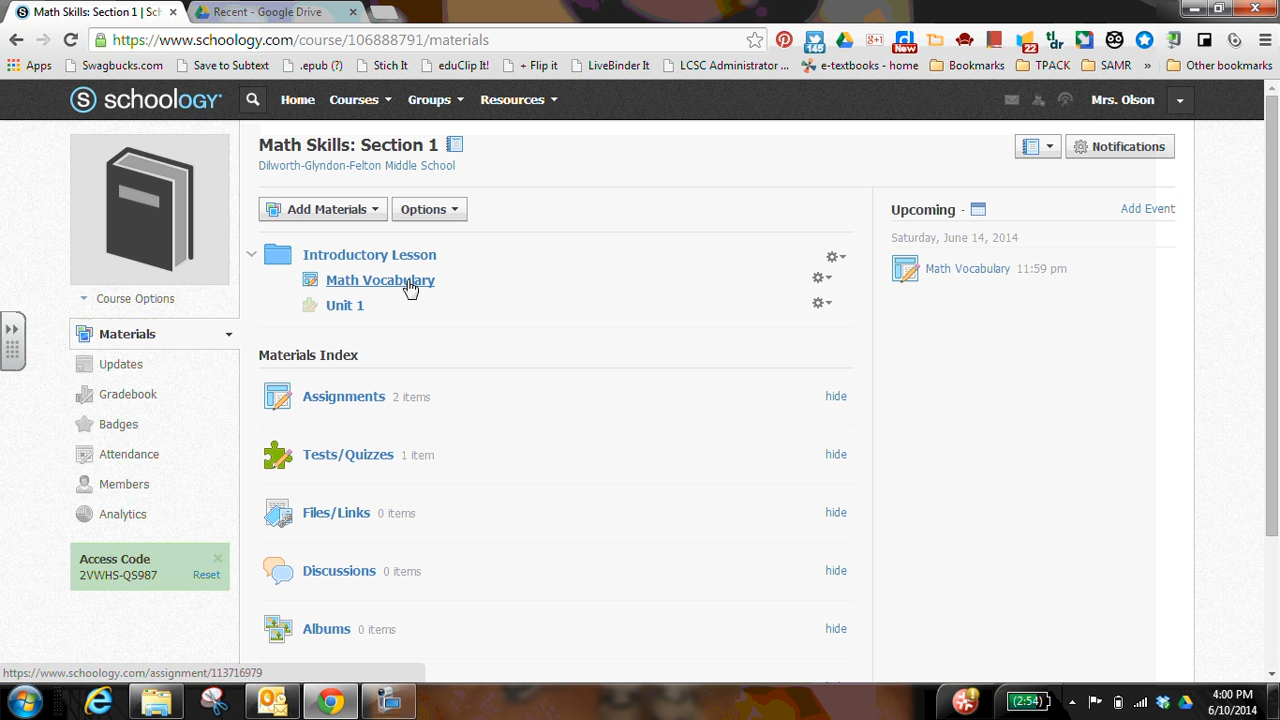 Math Skills: Section 1 | Sch
Recent - Google Drive
https://www.schoology.com/course/106888791/materials
145
g+1
New
22
tl;dr
Apps
Swagbucks.com
Save to Subtext
.epub (?)
Stich It
eduClip It!
+ Flip it
LiveBinder It
LCSC Administrator ...
e-textbooks - home
Bookmarks
TPACK
SAMR
»
Other bookmarks
S schoology
Home
Courses
Groups
Resources
Mrs. Olson
Math Skills: Section 1
Dilworth-Glyndon-Felton Middle School
Notifications
Add Materials
Options
Upcoming -
Add Event
Saturday, June 14, 2014
Math Vocabulary 11:59 pm
Introductory Lesson
Math Vocabulary
Unit 1
Course Options
Materials
Updates
Gradebook
Badges
Attendance
Members
Analytics
Access Code
2VWHS-QS987
Reset
Materials Index
Assignments 2 items
hide
Tests/Quizzes 1 item
hide
Files/Links 0 items
hide
Discussions 0 items
hide
Albums 0 items
hide
https://www.schoology.com/assignment/113716979
(2:54)
4:00 PM
6/10/2014